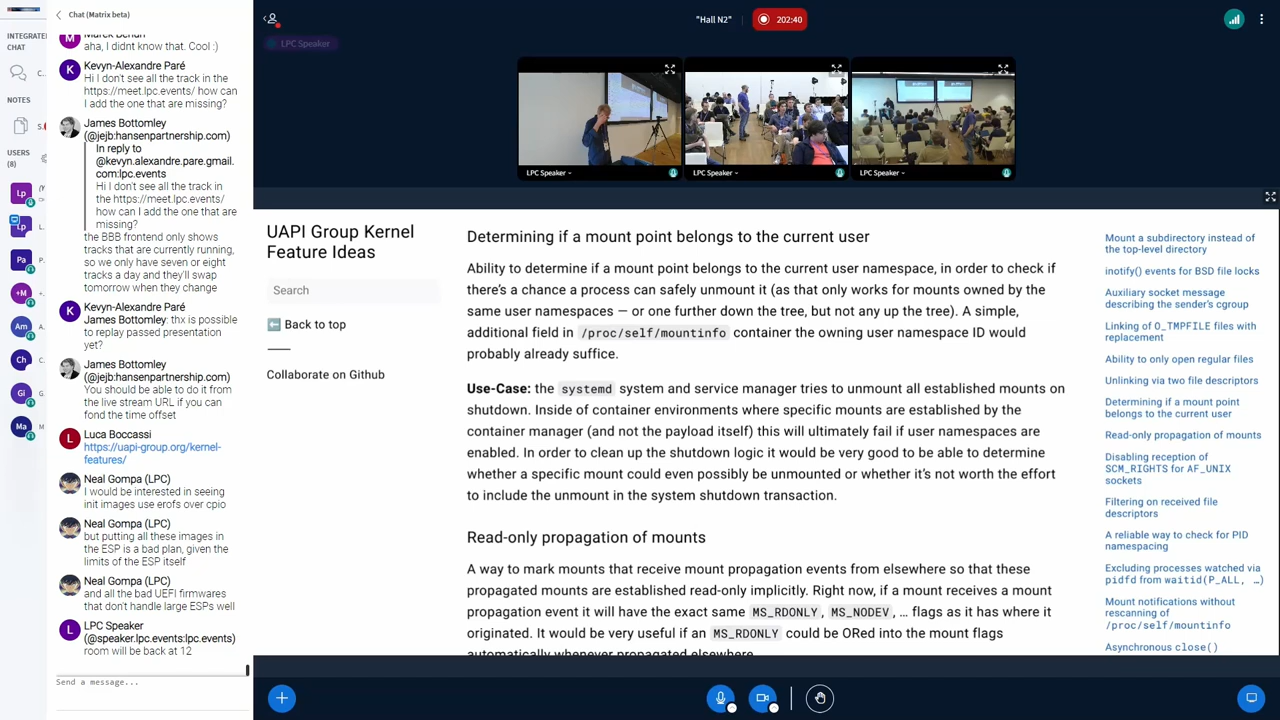 INTEGRATE
CHAT
C.
NOTES
S.
USERS
(8)
Lp
Lp
Pa
+M
Am
Ch
Gl
Ma
Chat (Matrix beta)
aha, I didnt know that. Cool :)
K
Kevyn-Alexandre Paré
Hi I don't see all the track in the
https://meet.lpc.events/ how can
I add the one that are missing?
James Bottomley
(@jejb:hansenpartnership.com)
In reply to
@kevyn.alexandre.pare.gmail.
com:lpc.events
Hi I don't see all the track in
the https://meet.lpc.events/
how can I add the one that are
missing?
the BBB frontend only shows
tracks that are currently running,
so we only have seven or eight
tracks a day and they'll swap
tomorrow when they change
K
Kevyn-Alexandre Paré
James Bottomley: thx is possible
to replay passed presentation
yet?
James Bottomley
(@jejb:hansenpartnership.com)
You should be able to do it from
the live stream URL if you can
fond the time offset
L
Luca Boccassi
https://uapi-group.org/kernel-
features/
Neal Gompa (LPC)
I would be interested in seeing
init images use erofs over cpio
Neal Gompa (LPC)
but putting all these images in
the ESP is a bad plan, given the
limits of the ESP itself
Neal Gompa (LPC)
and all the bad UEFI firmwares
that don't handle large ESPs well
L
LPC Speaker
(@speaker.lpc.events:lpc.events)
room will be back at 12
Send a message...
"Hall N2"
202:40
LPC Speaker
LPC Speaker
LPC Speaker
LPC Speaker
UAPI Group Kernel
Feature Ideas
Search
Back to top
Collaborate on Github
Determining if a mount point belongs to the current user
Ability to determine if a mount point belongs to the current user namespace, in order to check if
there's a chance a process can safely unmount it (as that only works for mounts owned by the
same user namespaces — or one further down the tree, but not any up the tree). A simple,
additional field in /proc/self/mountinfo container the owning user namespace ID would
probably already suffice.
Use-Case: the systemd system and service manager ries to unmount all established mounts on
shutdown. Inside of container environments where specific mounts are established by the
container manager (and not the payload itself) this will ultimately fail if user namespaces are
enabled. In order to clean up the shutdown logic it would be very good to be able to determine
whether a specific mount could even possibly be unmounted or whether it's not worth the effort
to include the unmount in the system shutdown transaction.
Read-only propagation of mounts
A way to mark mounts that receive mount propagation events from elsewhere so that these
propagated mounts are established read-only implicitly. Right now, if a mount receives a mount
propagation event it will have the exact same MS_RDONLY, MS_NODEV, … flags as it has where it
originated. It would be very useful if an MS_RDONLY could be ORed into the mount flags
automatically whenever propagated elsewhere.
Mount a subdirectory instead of
the top-level directory
inotify() events for BSD file locks
Auxiliary socket message
describing the sender's cgroup
Linking of O_TMPFILE files with
replacement
Ability to only open regular files
Unlinking via two file descriptors
Determining if a mount point
belongs to the current user
Read-only propagation of mounts
Disabling reception of
SCM_RIGHTS for AF_UNIX
sockets
Filtering on received file
descriptors
A reliable way to check for PID
namespacing
Excluding processes watched via
pidfd from waitid(P_ALL, …)
Mount notifications without
rescanning of
/proc/self/mountinfo
Asynchronous close()